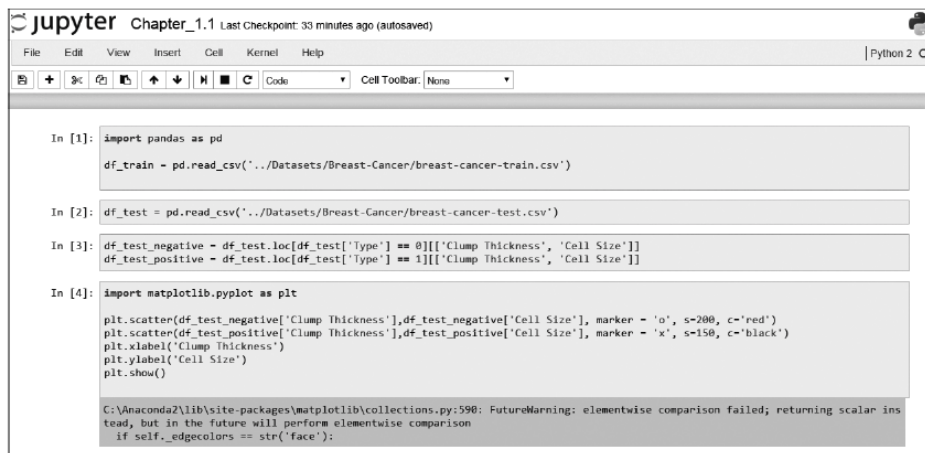 jupyter Chapter_1.1 Last Checkpoint: 33 minutes ago (autosaved)
File Edit View Insert Cell Kernel Help Python 2
Code Cell Toolbar: None
In [1]: import pandas as pd
df_train = pd.read_csv('../Datasets/Breast-Cancer/breast-cancer-train.csv')
In [2]: df_test = pd.read_csv('../Datasets/Breast-Cancer/breast-cancer-test.csv')
In [3]: df_test_negative = df_test.loc[df_test['Type'] == 0][['Clump Thickness', 'Cell Size']]
df_test_positive = df_test.loc[df_test['Type'] == 1][['Clump Thickness', 'Cell Size']]
In [4]: import matplotlib.pyplot as plt
plt.scatter(df_test_negative['Clump Thickness'],df_test_negative['Cell Size'], marker = 'o', s=200, c='red')
plt.scatter(df_test_positive['Clump Thickness'],df_test_positive['Cell Size'], marker = 'x', s=150, c='black')
plt.xlabel('Clump Thickness')
plt.ylabel('Cell Size')
plt.show()
C:\Anaconda2\lib\site-packages\matplotlib\collections.py:590: FutureWarning: elementwise comparison failed; returning scalar ins
tead, but in the future will perform elementwise comparison
if self._edgecolors == str('face'):